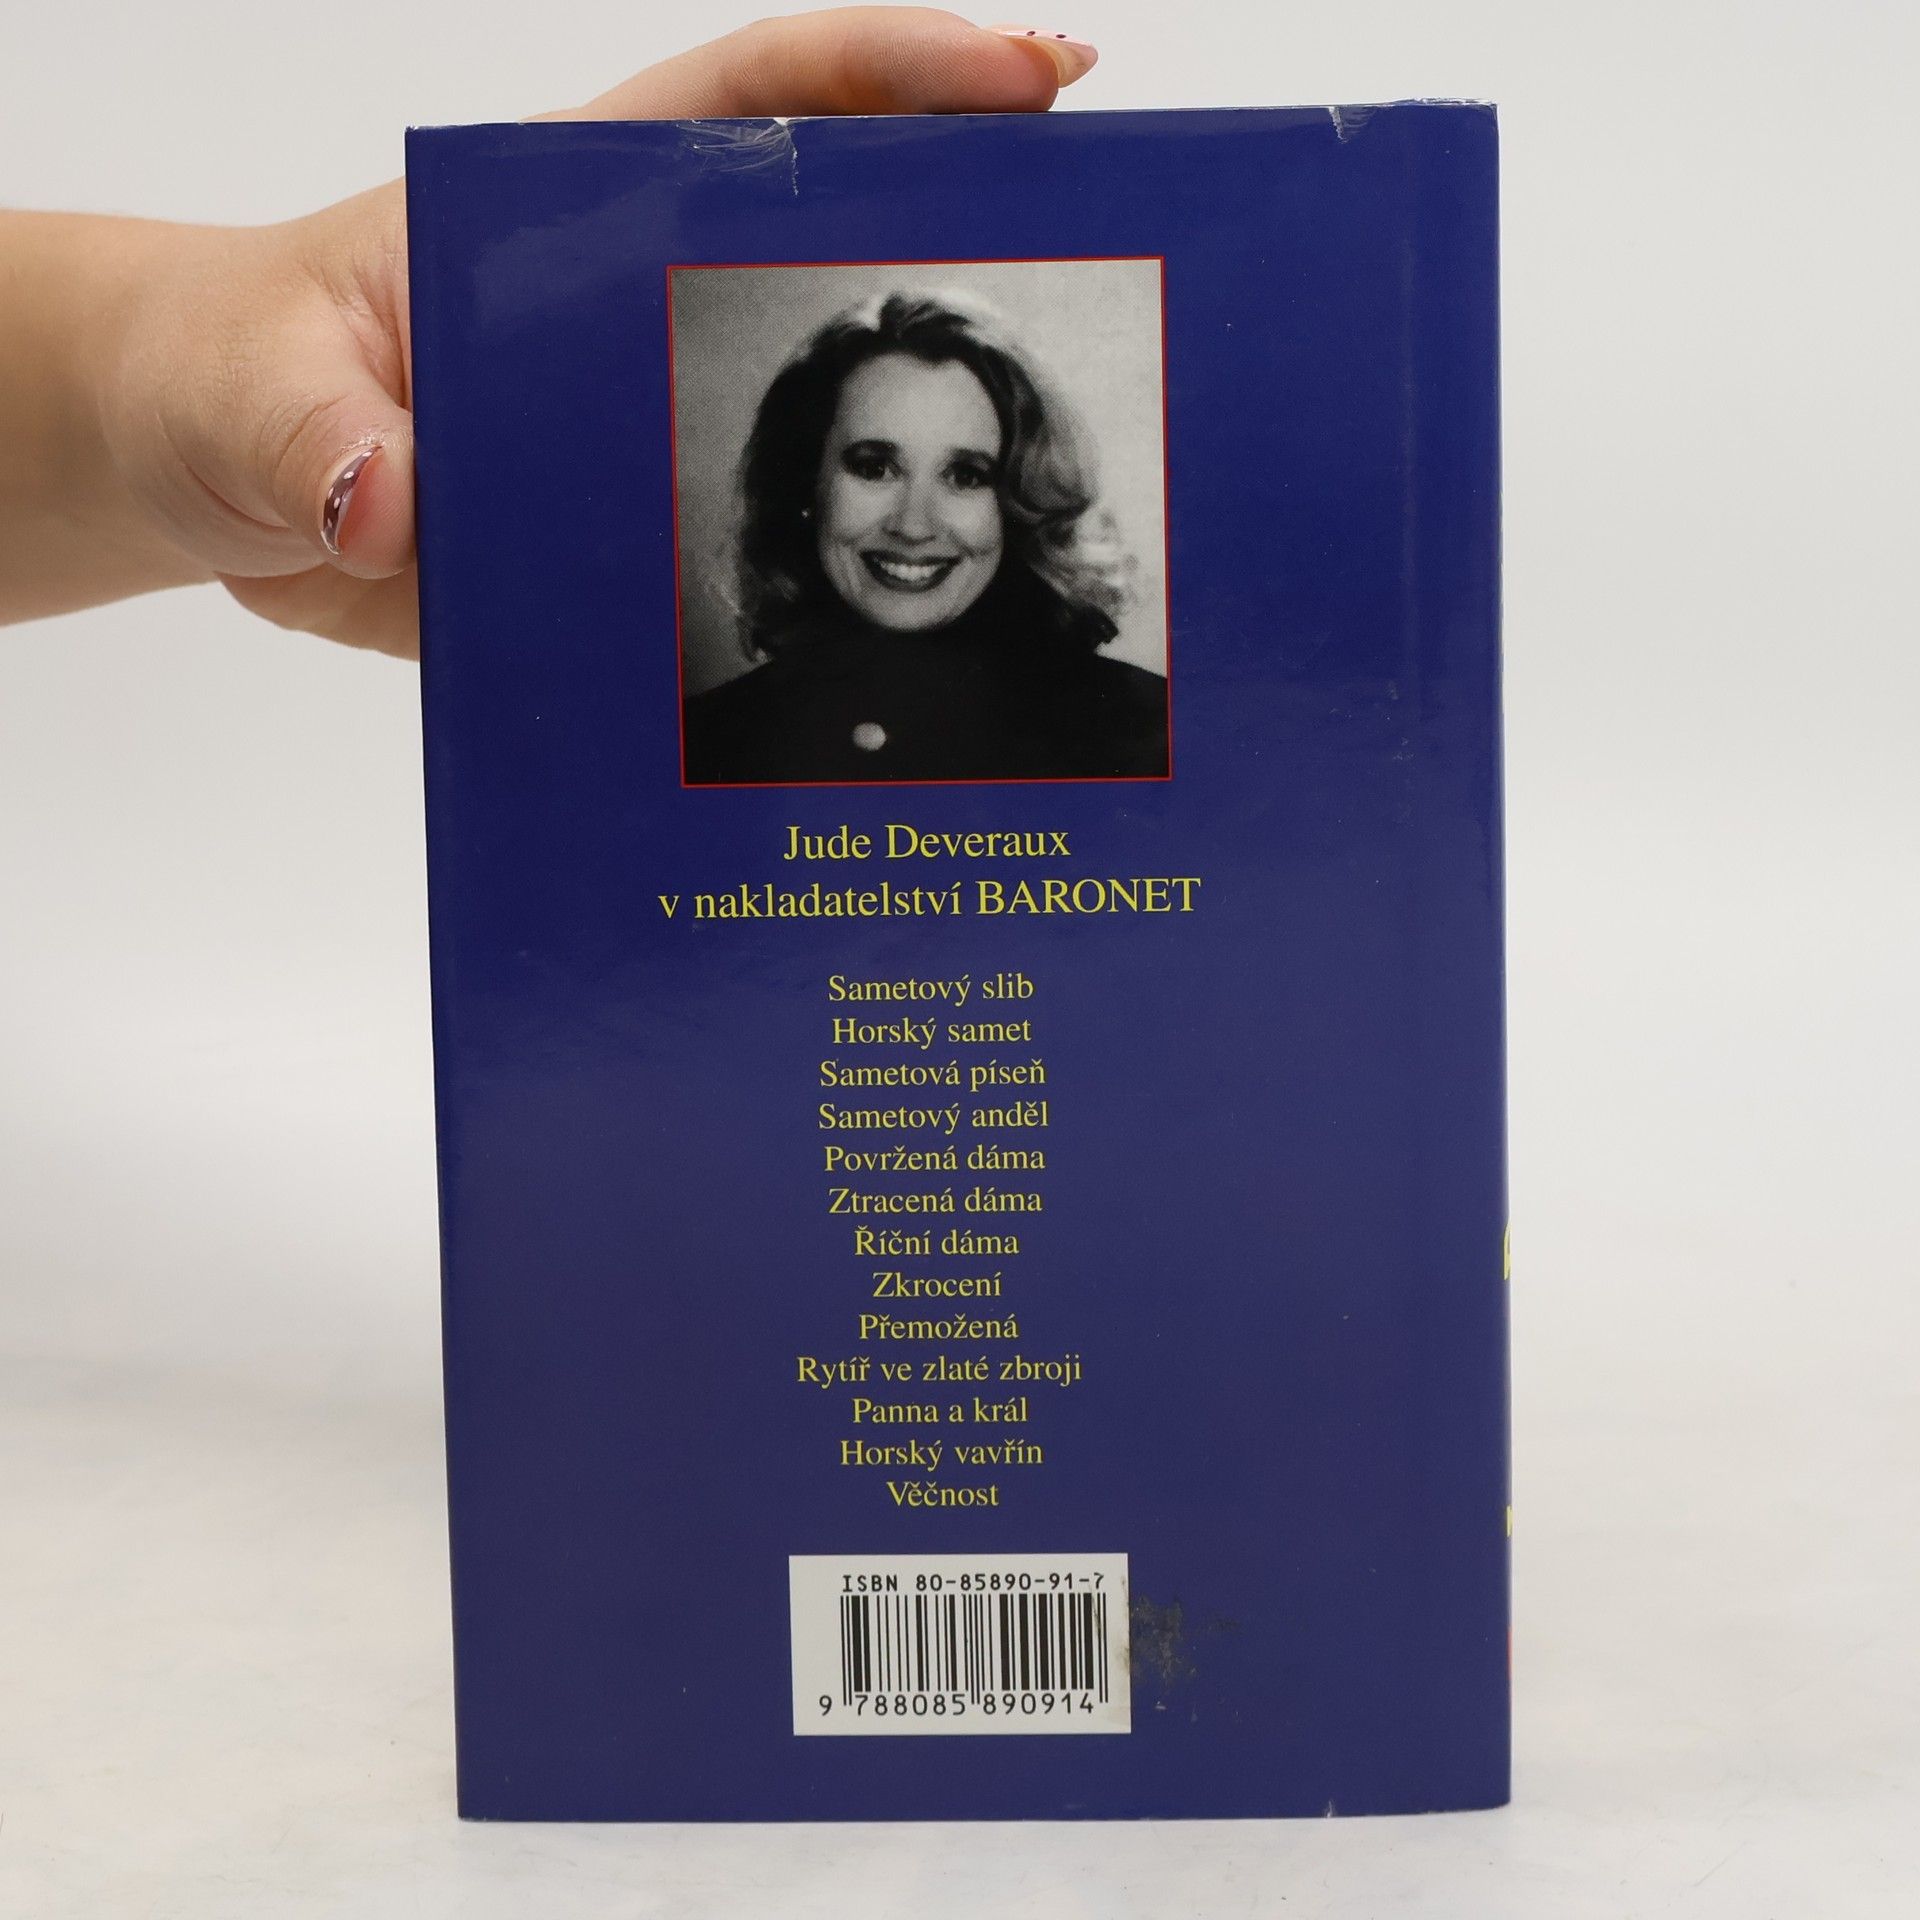 Jude Deveraux
v nakladatelství BARONET
Sametový slib
Horský samet
Sametová píseň
Sametový anděl
Povržená dáma
Ztracená dáma
Říční dáma
Zkrocení
Přemožená
Rytíř ve zlaté zbroji
Panna a král
Horský vavřín
Věčnost
ISBN 80-85890-91-7
9 788085 890914